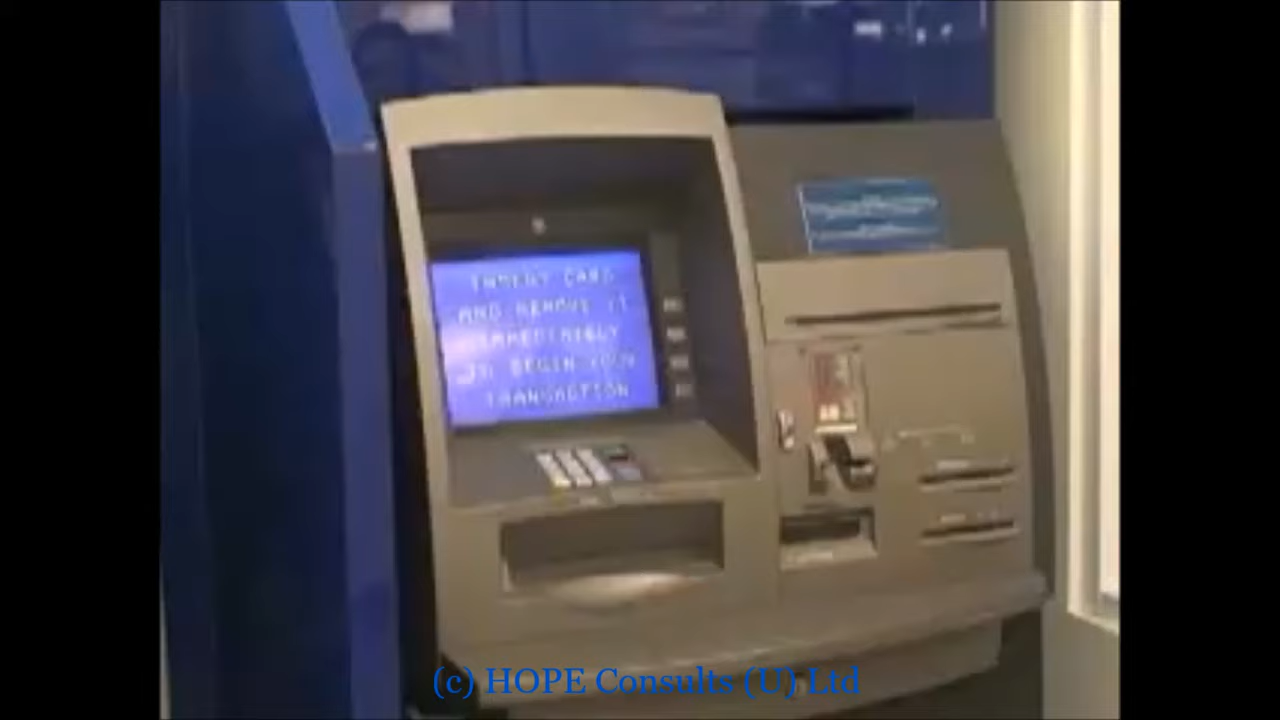 INSERT CARD
AND REMOVE IT
IMMEDIATELY
TO BEGIN YOUR
TRANSACTION
(c) HOPE Consults (U) Ltd